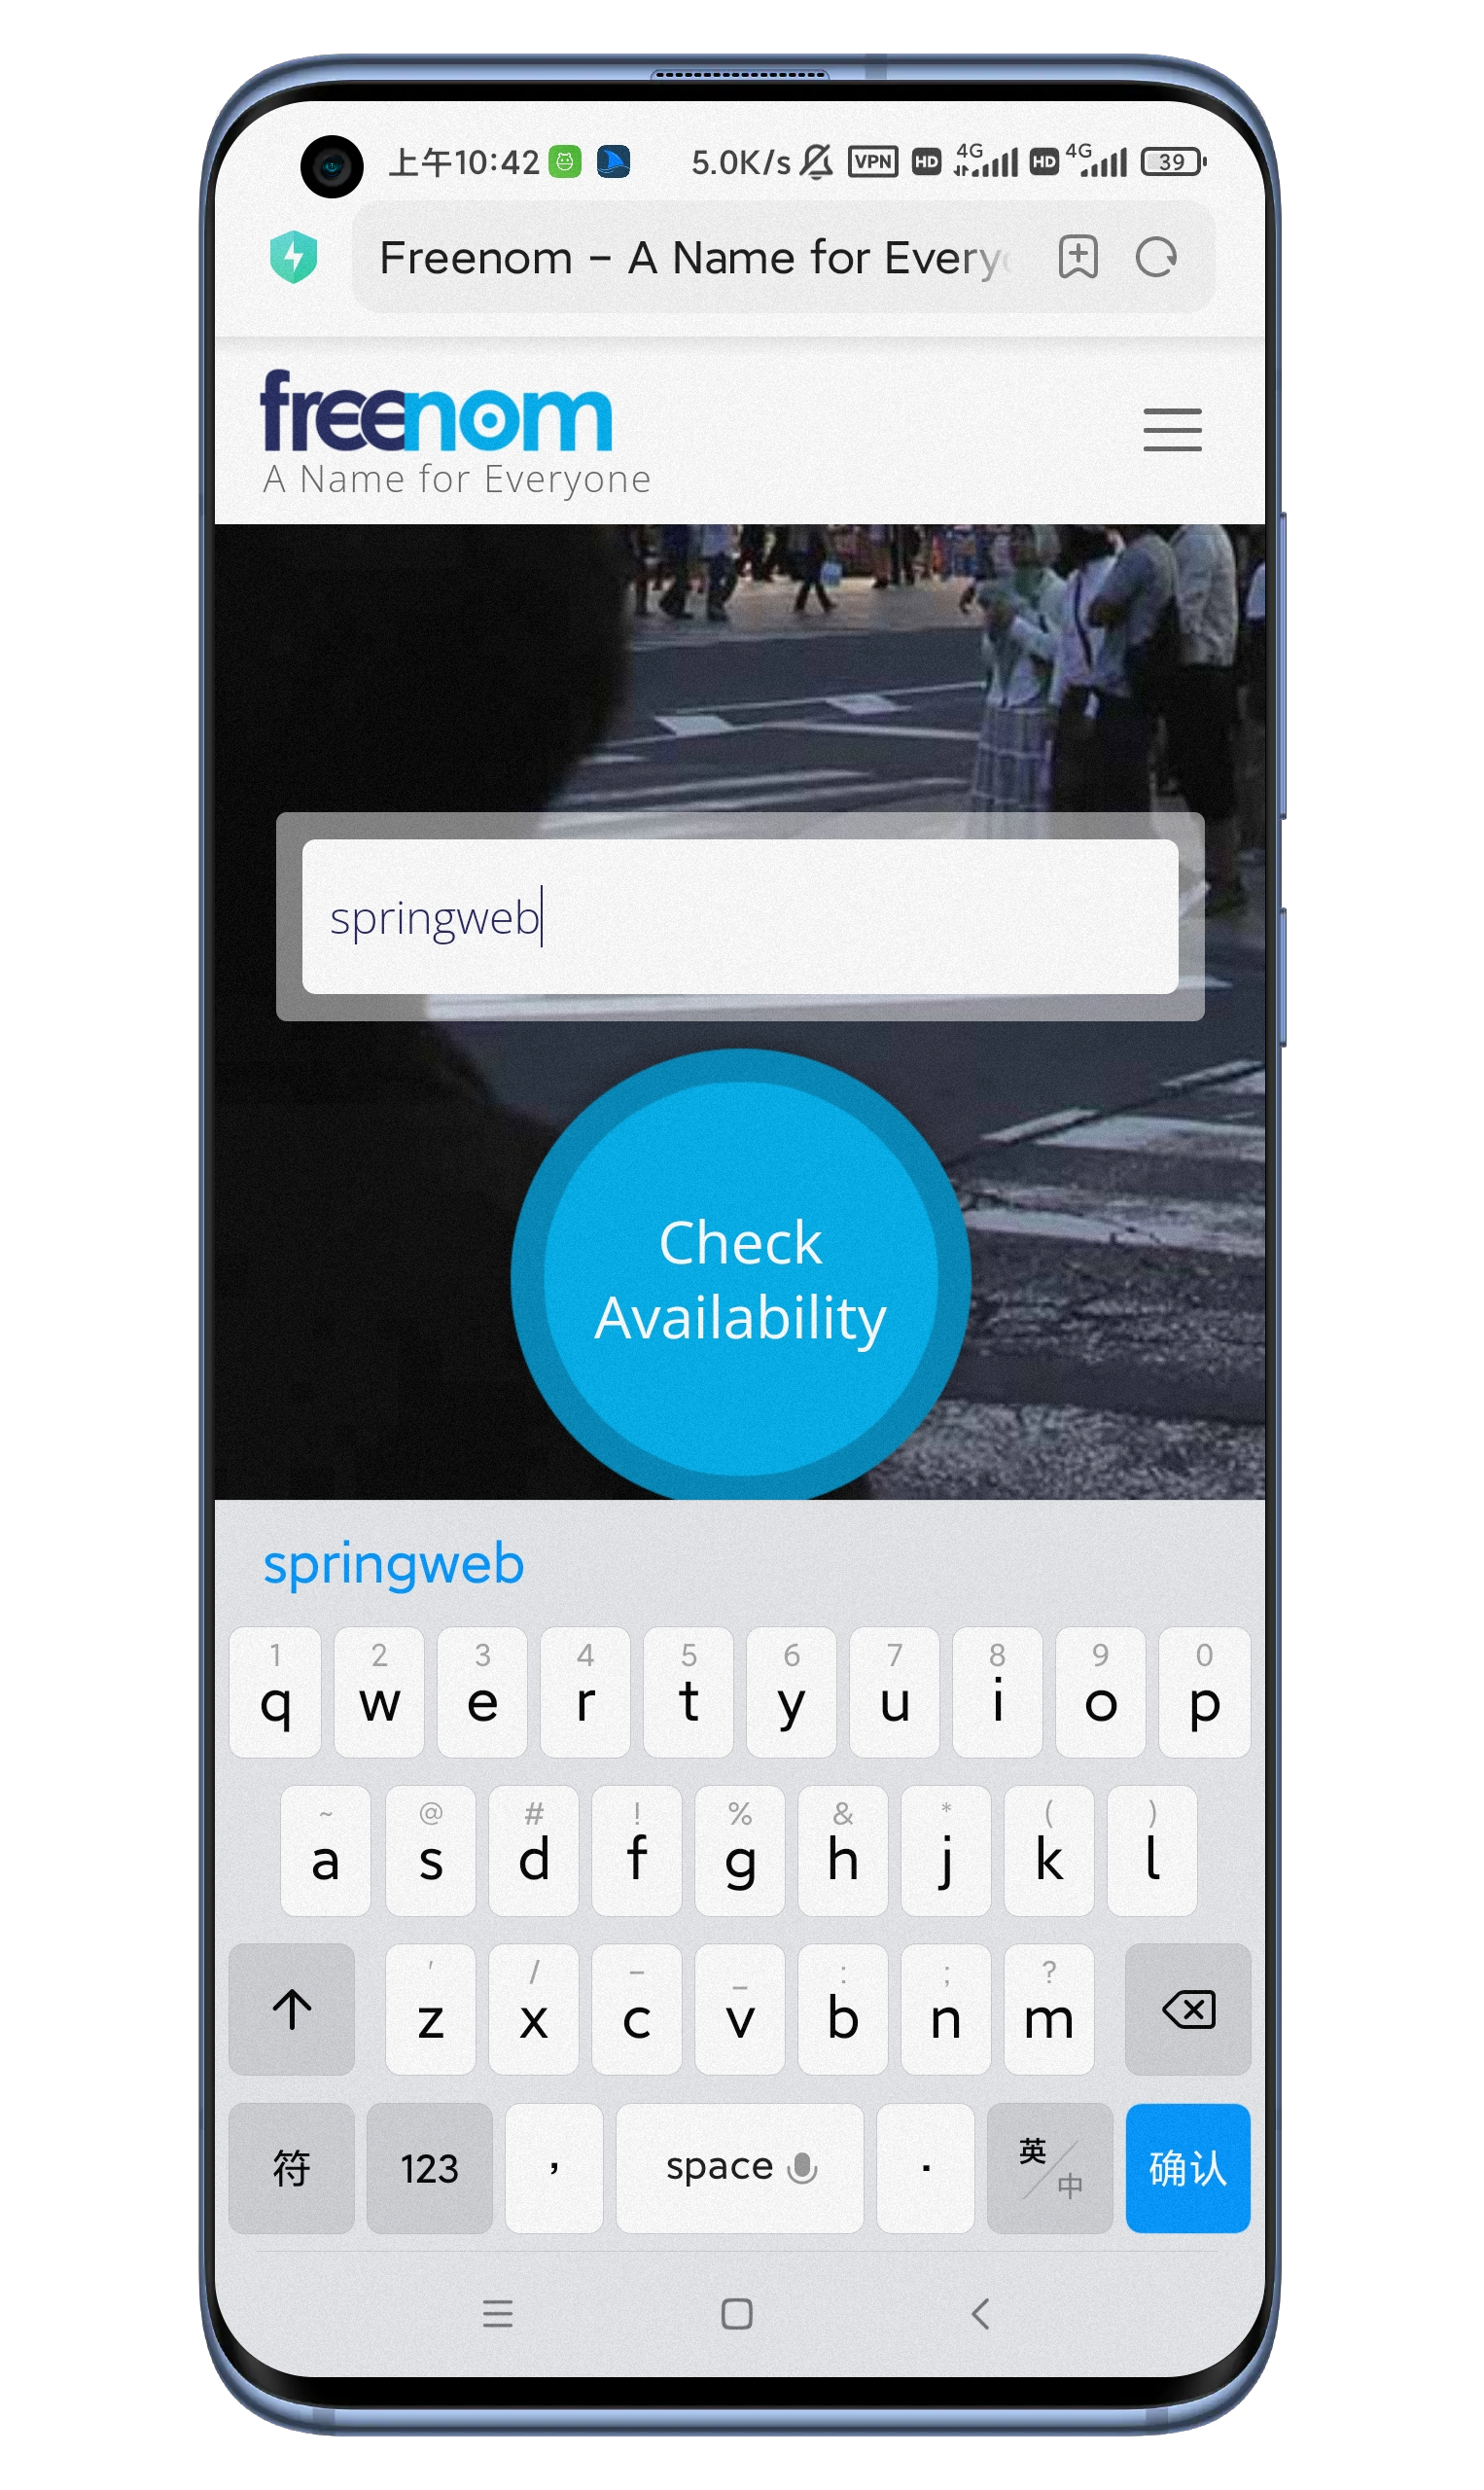 上午10:42 5.0K/s VPN HD 4G HD 4G 39
Freenom – A Name for Every
freenom
A Name for Everyone
springweb
Check
Availability
springweb
1 2 3 4 5 6 7 8 9 0
q w e r t y u i o p
~ @ # ! % & * ( )
a s d f g h j k l
' / – _ : ; ?
z x c v b n m
符 123 , space . 英/中 确认